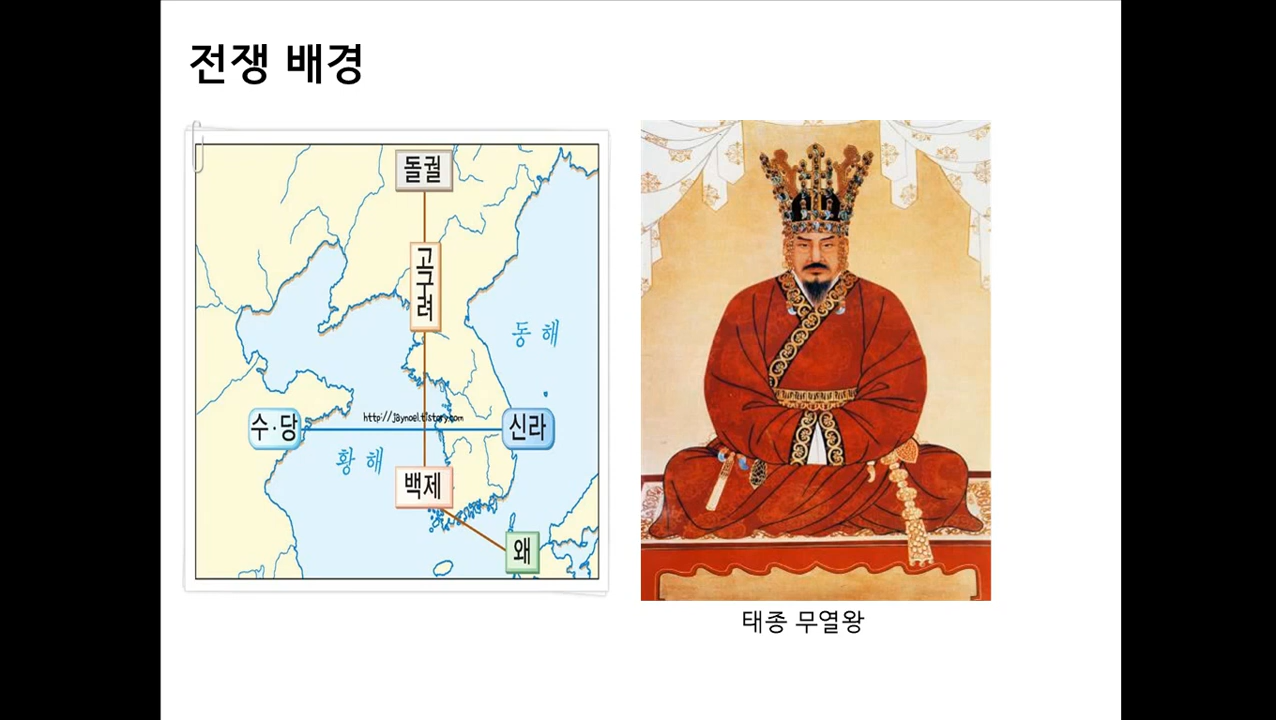 전쟁 배경
돌궐
고구려
동해
http://jaynoel.tistory.com
수·당
신라
황해
백제
왜
태종 무열왕